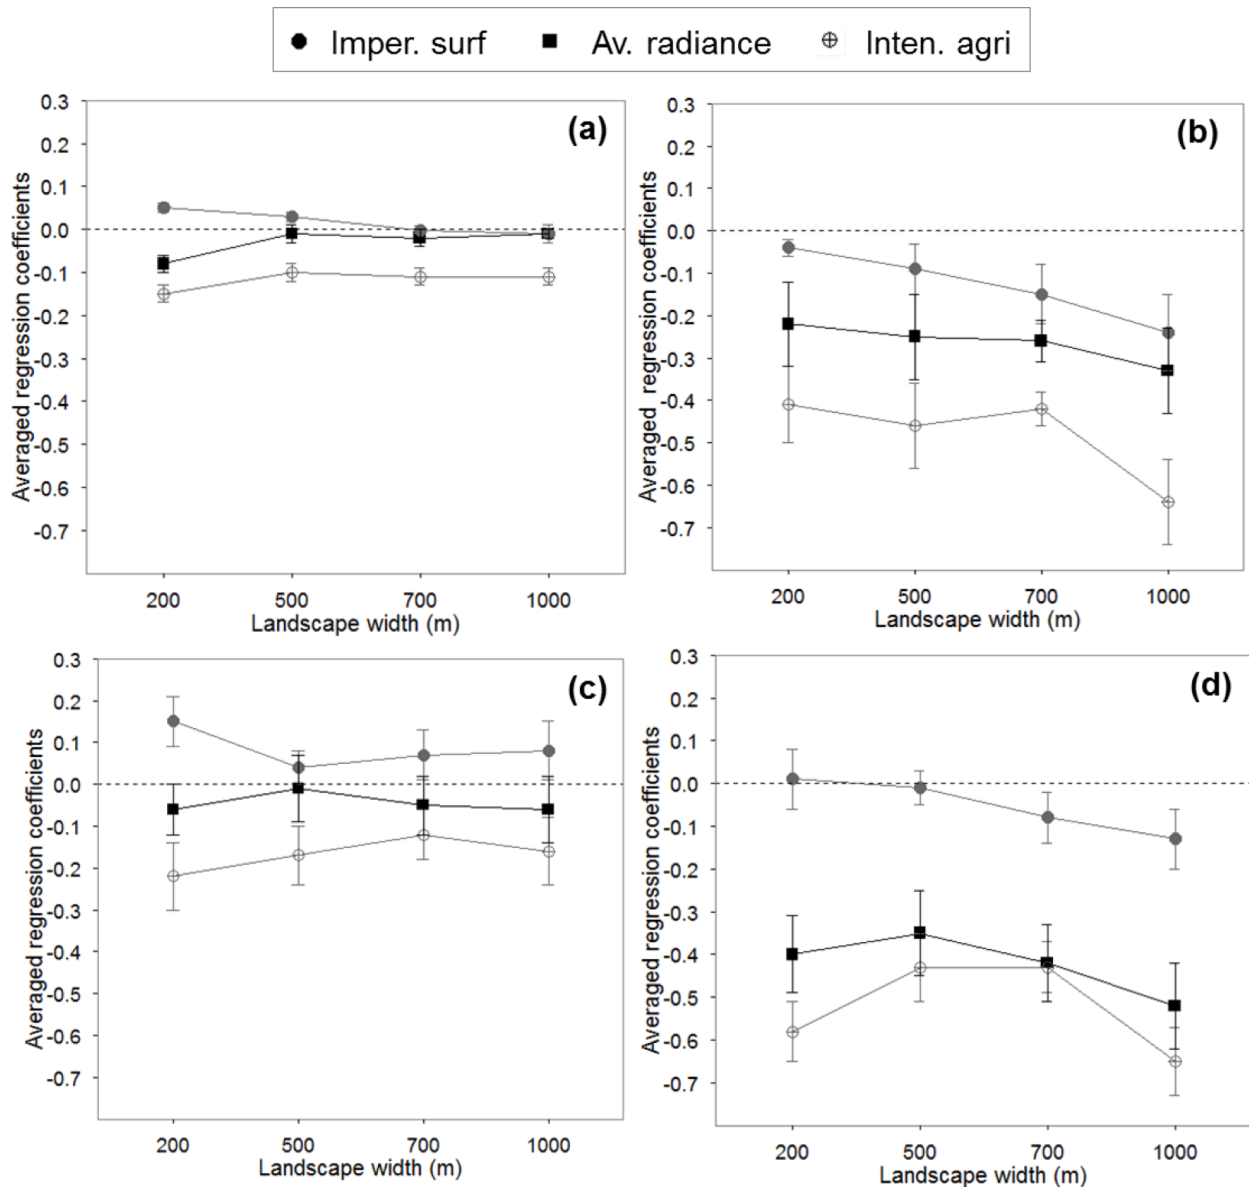 Imper. surf Av. radiance Inten. agri
(a)
0.3
0.2
0.1
0.0
-0.1
-0.2
-0.3
-0.4
-0.5
-0.6
-0.7
Averaged regression coefficients
200 500 700 1000
Landscape width (m)
(b)
0.3
0.2
0.1
0.0
-0.1
-0.2
-0.3
-0.4
-0.5
-0.6
-0.7
Averaged regression coefficients
200 500 700 1000
Landscape width (m)
(c)
0.3
0.2
0.1
0.0
-0.1
-0.2
-0.3
-0.4
-0.5
-0.6
-0.7
Averaged regression coefficients
200 500 700 1000
Landscape width (m)
(d)
0.3
0.2
0.1
0.0
-0.1
-0.2
-0.3
-0.4
-0.5
-0.6
-0.7
Averaged regression coefficients
200 500 700 1000
Landscape width (m)